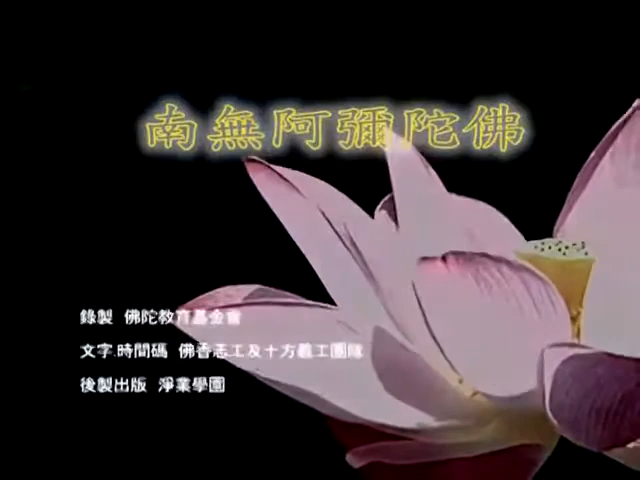 南無阿彌陀佛
錄製 佛陀教育基金會
文字.時間碼 佛香志工及十方義工團隊
後製出版 淨業學園